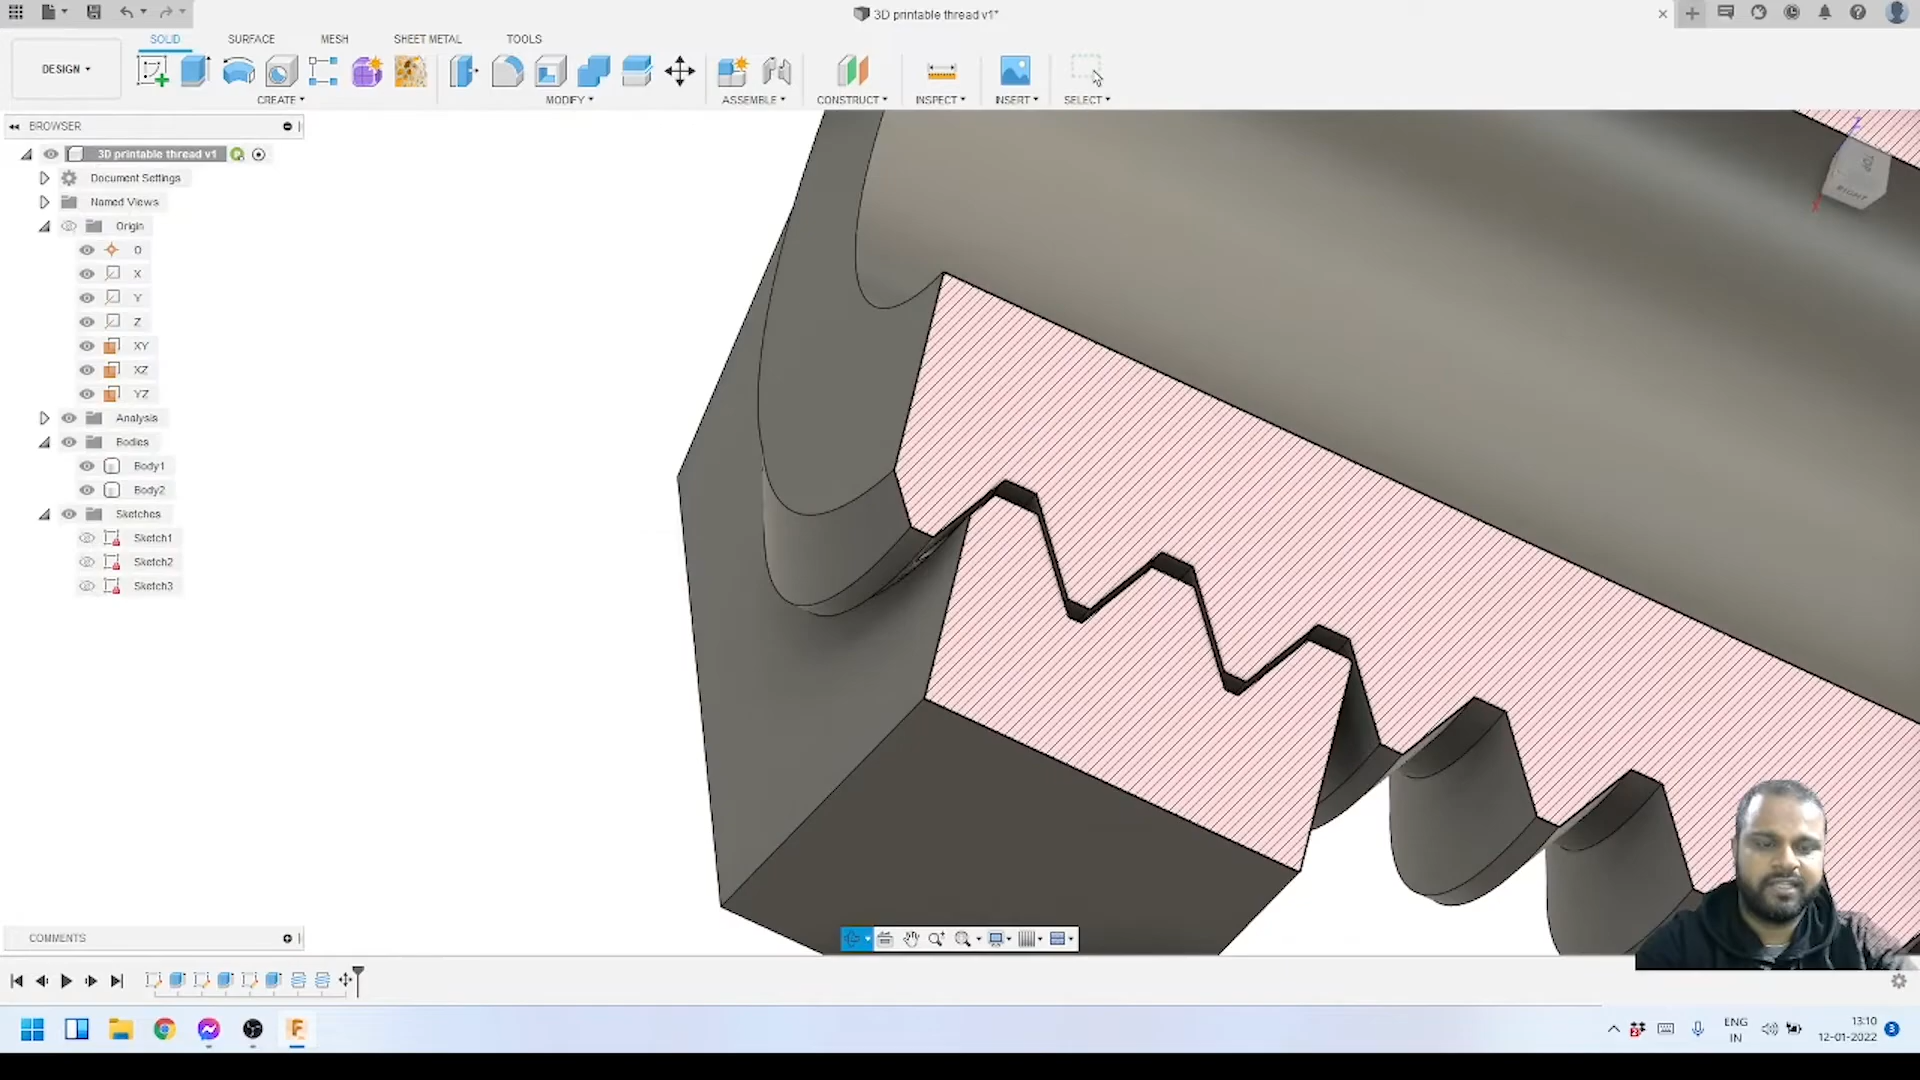 3D printable thread v1*
SOLID SURFACE MESH SHEET METAL TOOLS
DESIGN
CREATE MODIFY ASSEMBLE CONSTRUCT INSPECT INSERT SELECT
BROWSER
3D printable thread v1
Document Settings
Named Views
Origin
O
X
Y
Z
XY
XZ
YZ
Analysis
Bodies
Body1
Body2
Sketches
Sketch1
Sketch2
Sketch3
Z
RIGHT
X
COMMENTS
ENG
IN
13:10
12-01-2022
3